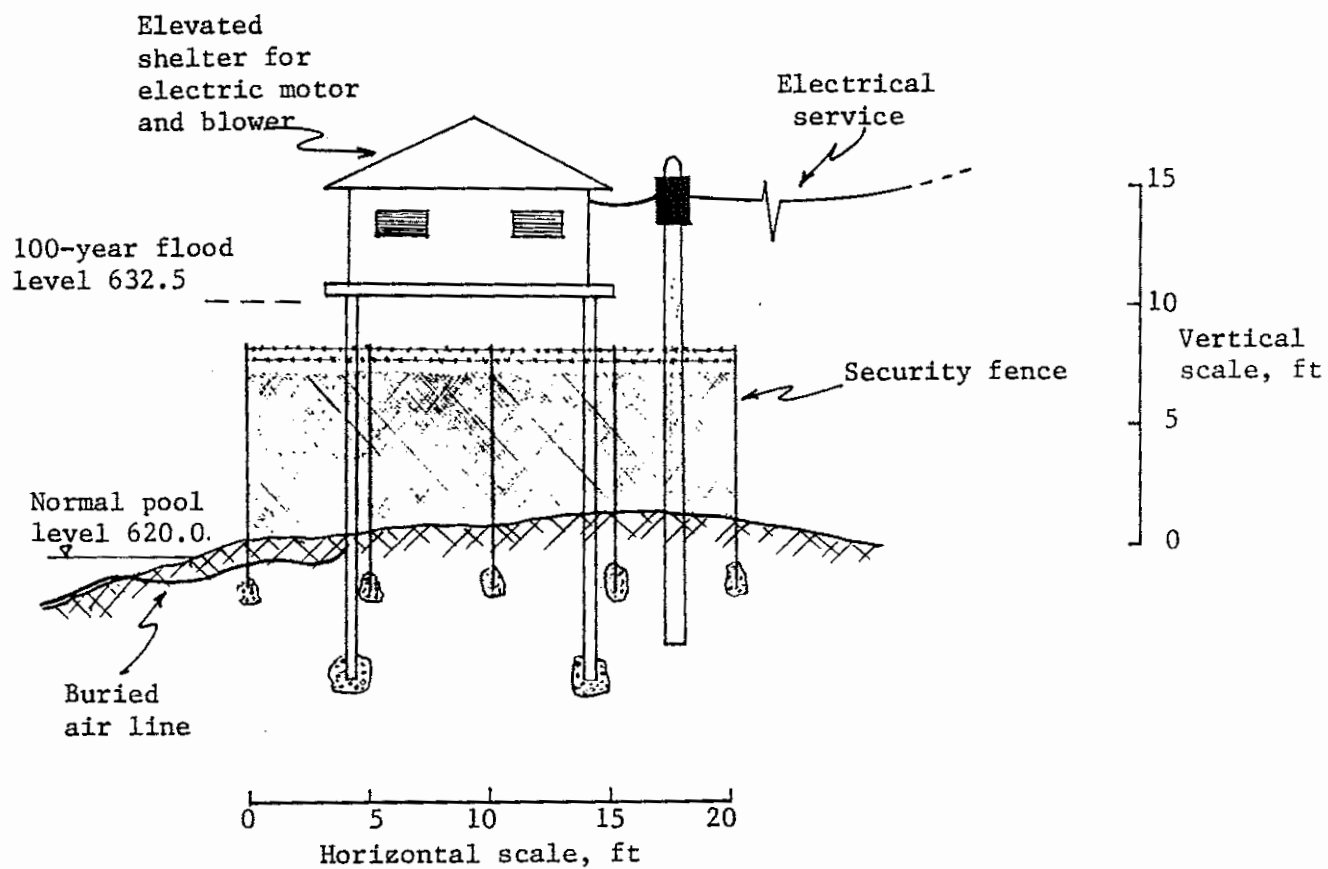 Elevated
shelter for
electric motor
and blower
Electrical
service
15
100-year flood
level 632.5
10
Vertical
scale, ft
Security fence
5
Normal pool
level 620.0.
0
Buried
air line
0 5 10 15 20
Horizontal scale, ft